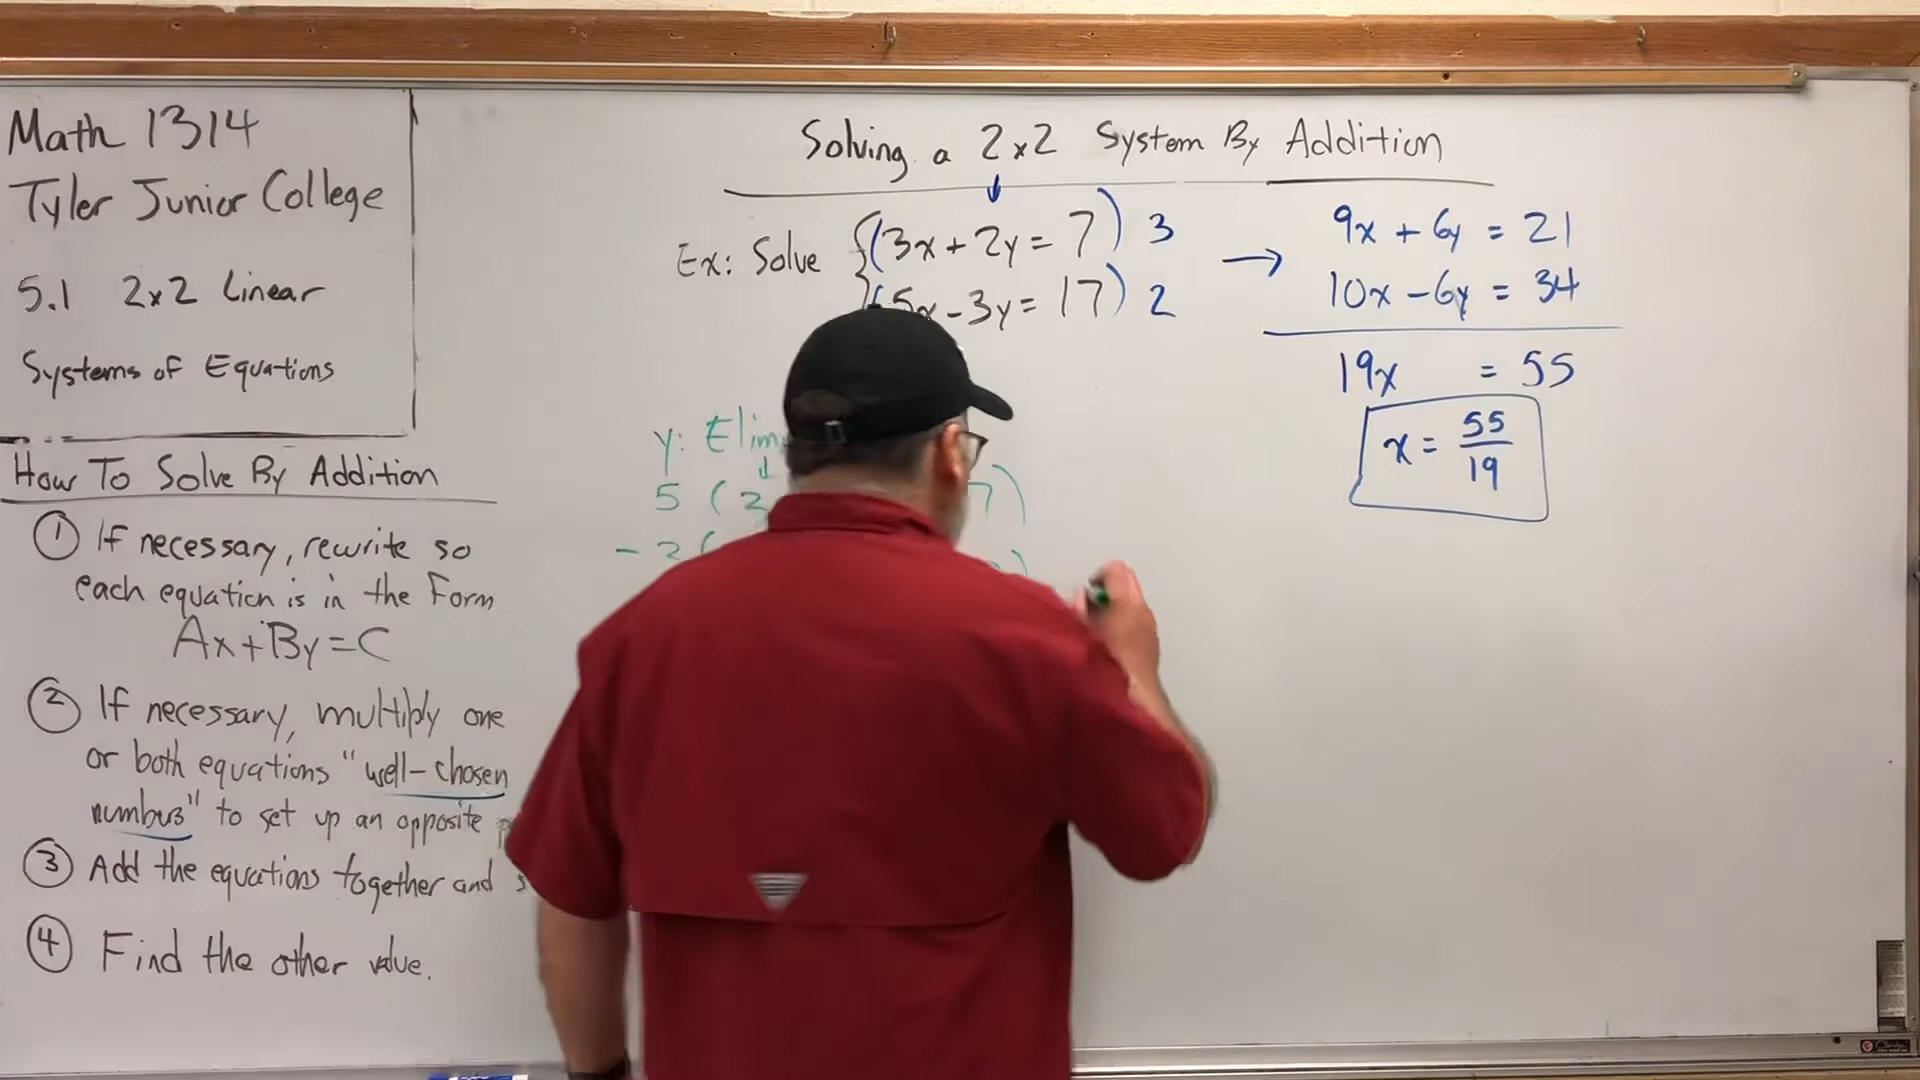 Math 1314
Tyler Junior College
5.1 2x2 Linear
Systems of Equations
How To Solve By Addition
① If necessary, rewrite so
each equation is in the Form
Ax+By=C
② If necessary, multiply one
or both equations "well-chosen
numbers" to set up an opposite
③ Add the equations together and
④ Find the other value.
Solving a 2x2 System By Addition
Ex: Solve {(3x+2y=7) 3
-3y=17) 2
→ 9x+6y=21
10x-6y=34
19x =55
x=55/19
y:
5 (3 7)
-3( )